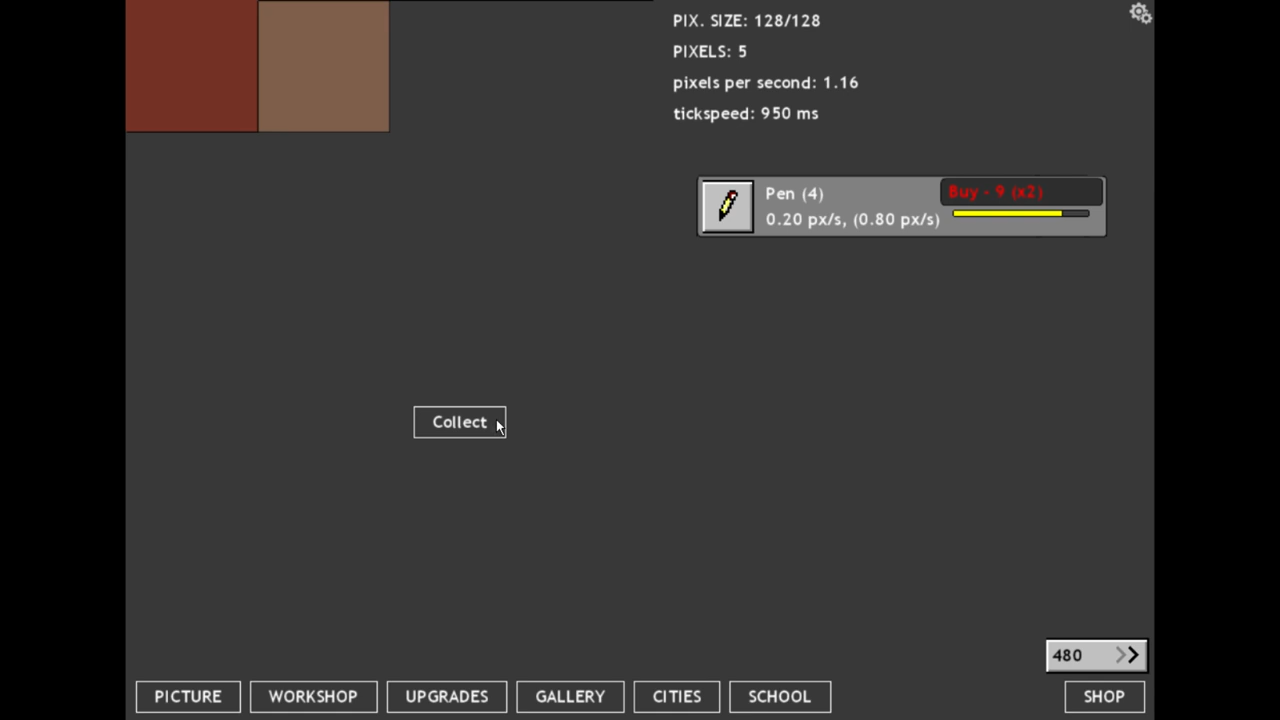 PIX. SIZE: 128/128
PIXELS: 5
pixels per second: 1.16
tickspeed: 950 ms
Pen (4)
Buy - 9 (x2)
0.20 px/s, (0.80 px/s)
Collect
480
PICTURE
WORKSHOP
UPGRADES
GALLERY
CITIES
SCHOOL
SHOP